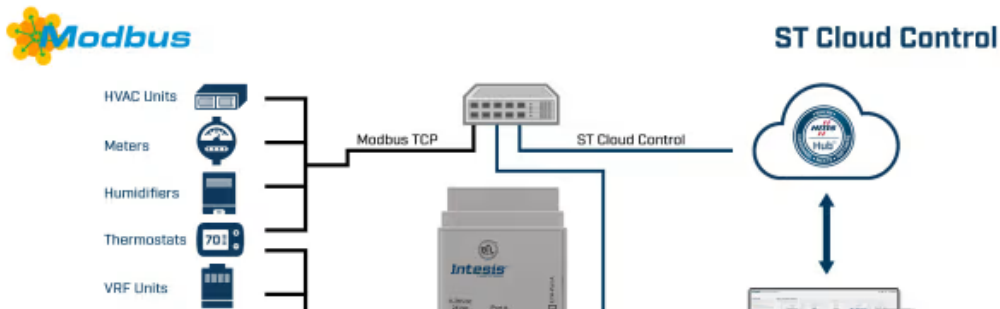 Modbus
ST Cloud Control
HVAC Units
Meters
Modbus TCP
ST Cloud Control
HMS
Hub
Humidifiers
Thermostats
70
Intesis
VRF Units